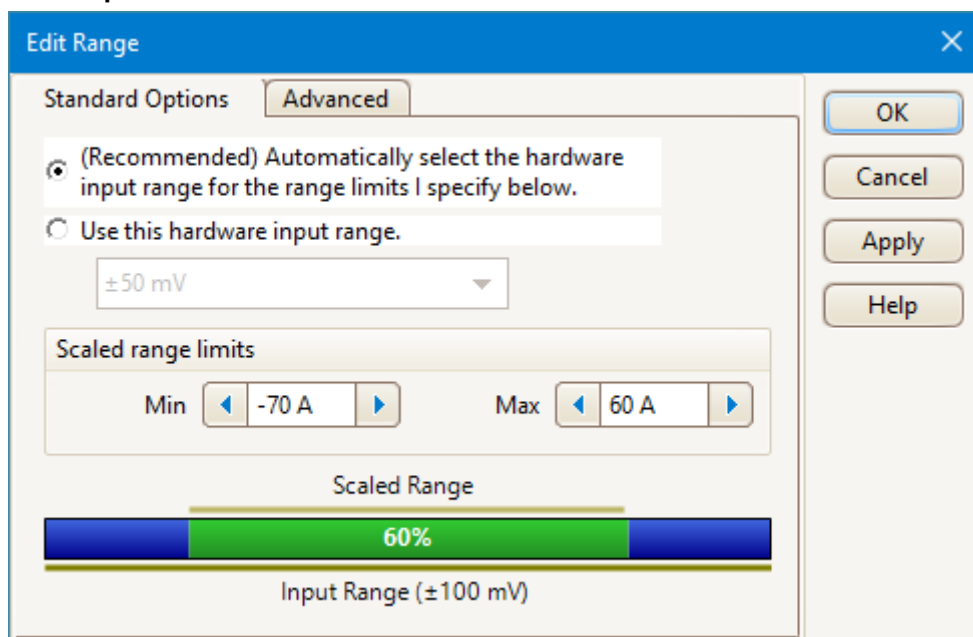 Edit Range
Standard Options
Advanced
(Recommended) Automatically select the hardware
input range for the range limits I specify below.
Use this hardware input range.
±50 mV
Scaled range limits
Min
-70 A
Max
60 A
Scaled Range
60%
Input Range (±100 mV)
OK
Cancel
Apply
Help